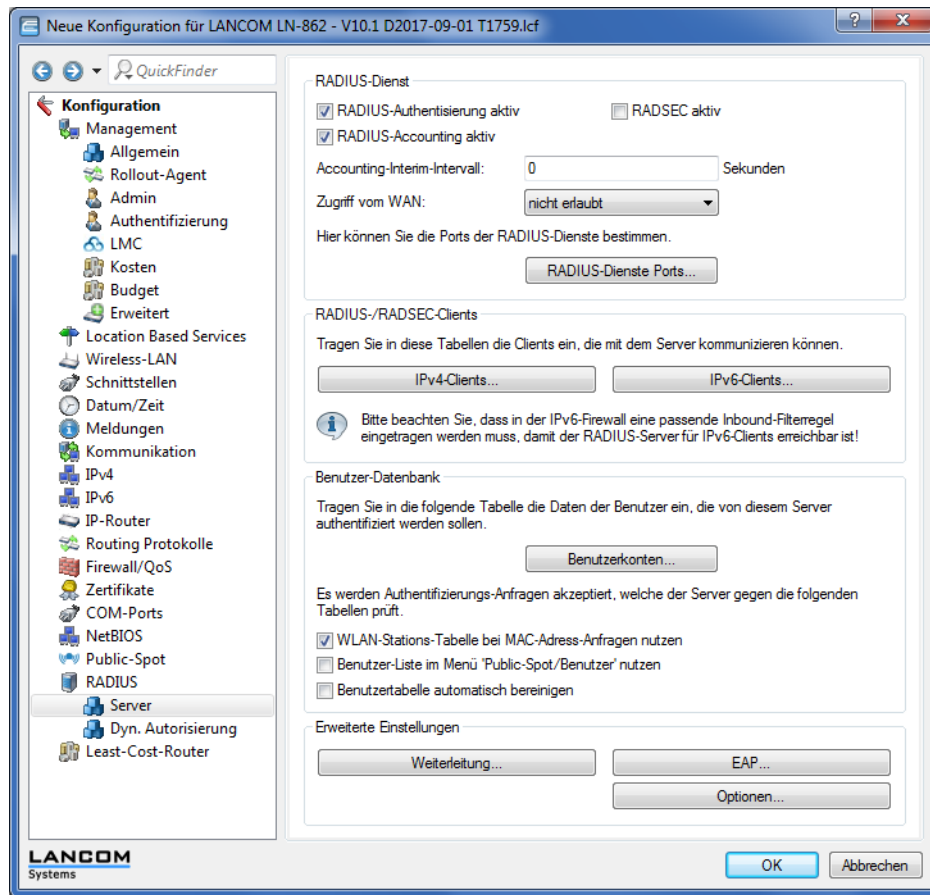 Neue Konfiguration für LANCOM LN-862 - V10.1 D2017-09-01 T1759.lcf
QuickFinder
Konfiguration
Management
Allgemein
Rollout-Agent
Admin
Authentifizierung
LMC
Kosten
Budget
Erweitert
Location Based Services
Wireless-LAN
Schnittstellen
Datum/Zeit
Meldungen
Kommunikation
IPv4
IPv6
IP-Router
Routing Protokolle
Firewall/QoS
Zertifikate
COM-Ports
NetBIOS
Public-Spot
RADIUS
Server
Dyn. Autorisierung
Least-Cost-Router
RADIUS-Dienst
RADIUS-Authentisierung aktiv
RADSEC aktiv
RADIUS-Accounting aktiv
Accounting-Interim-Intervall: 0 Sekunden
Zugriff vom WAN: nicht erlaubt
Hier können Sie die Ports der RADIUS-Dienste bestimmen.
RADIUS-Dienste Ports...
RADIUS-/RADSEC-Clients
Tragen Sie in diese Tabellen die Clients ein, die mit dem Server kommunizieren können.
IPv4-Clients...
IPv6-Clients...
Bitte beachten Sie, dass in der IPv6-Firewall eine passende Inbound-Filterregel
eingetragen werden muss, damit der RADIUS-Server für IPv6-Clients erreichbar ist!
Benutzer-Datenbank
Tragen Sie in die folgende Tabelle die Daten der Benutzer ein, die von diesem Server
authentifiziert werden sollen.
Benutzerkonten...
Es werden Authentifizierungs-Anfragen akzeptiert, welche der Server gegen die folgenden
Tabellen prüft.
WLAN-Stations-Tabelle bei MAC-Adress-Anfragen nutzen
Benutzer-Liste im Menü 'Public-Spot/Benutzer' nutzen
Benutzertabelle automatisch bereinigen
Erweiterte Einstellungen
Weiterleitung...
EAP...
Optionen...
LANCOM
Systems
OK
Abbrechen